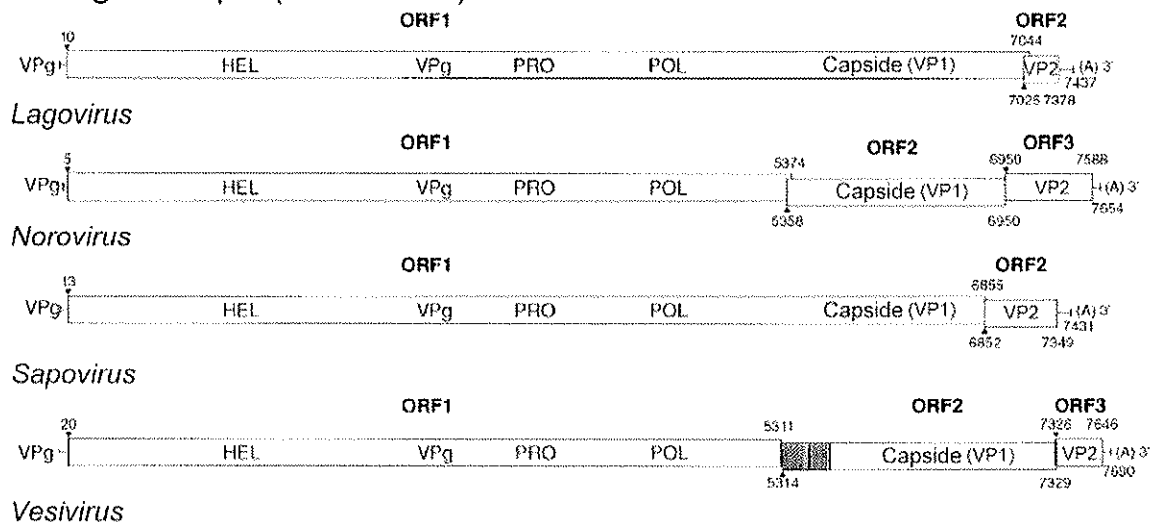 ORF1 ORF2
10 7044
VPg HEL VPg PRO POL Capside (VP1) VP2 (A) 3'
7437
7025 7378
Lagovirus
ORF1 ORF2 ORF3
5 5374 6950 7588
VPg HEL VPg PRO POL Capside (VP1) VP2 (A) 3'
7654
5358 6950
Norovirus
ORF1 ORF2
13 6855
VPg HEL VPg PRO POL Capside (VP1) VP2 (A) 3'
7431
6852 7349
Sapovirus
ORF1 ORF2 ORF3
20 5311 7326 7646
VPg HEL VPg PRO POL Capside (VP1) VP2 (A) 3'
7690
5314 7329
Vesivirus